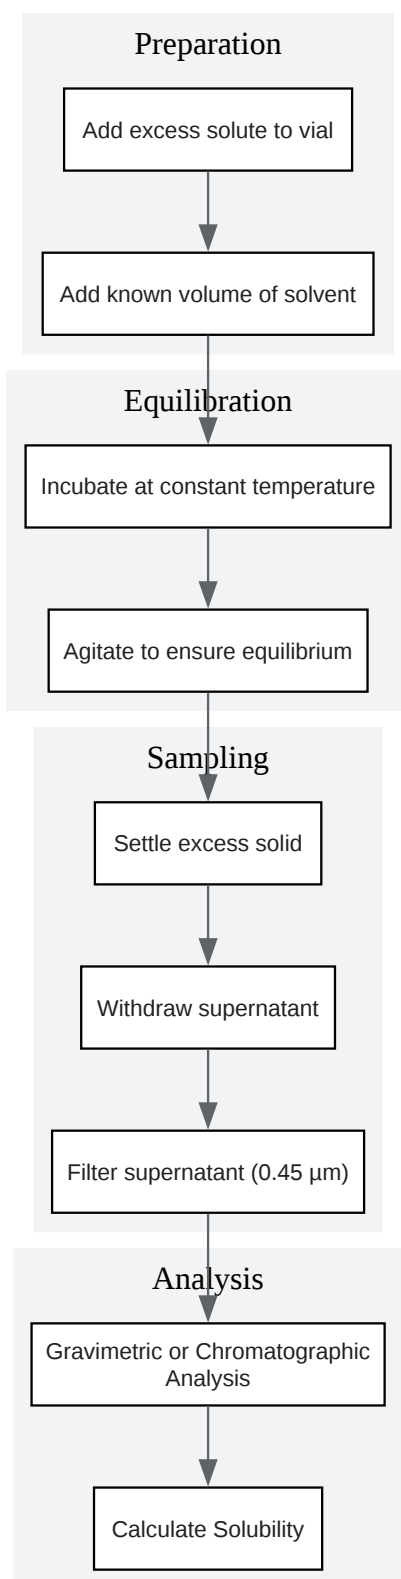 Preparation
Add excess solute to vial
Add known volume of solvent
Equilibration
Incubate at constant temperature
Agitate to ensure equilibrium
Sampling
Settle excess solid
Withdraw supernatant
Filter supernatant (0.45 µm)
Analysis
Gravimetric or Chromatographic
Analysis
Calculate Solubility